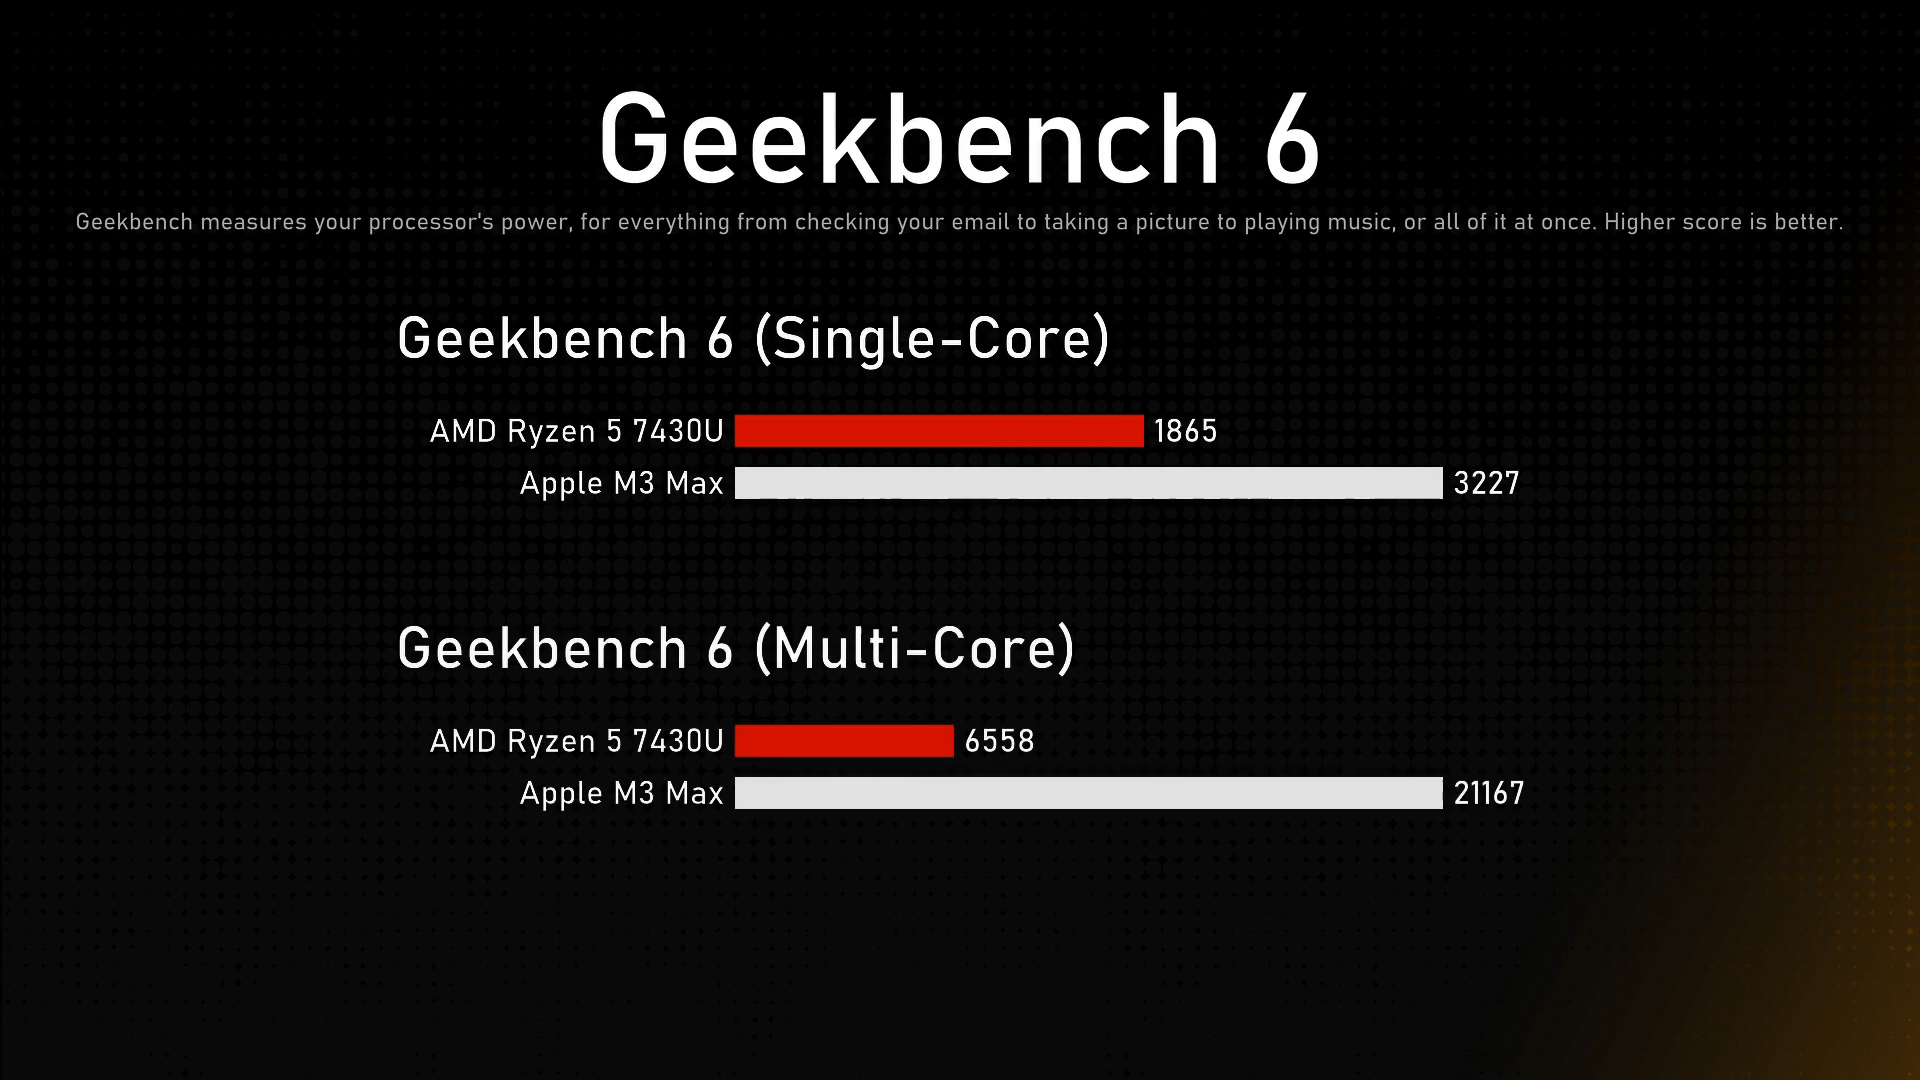 Geekbench 6
Geekbench measures your processor's power, for everything from checking your email to taking a picture to playing music, or all of it at once. Higher score is better.
Geekbench 6 (Single-Core)
AMD Ryzen 5 7430U 1865
Apple M3 Max 3227
Geekbench 6 (Multi-Core)
AMD Ryzen 5 7430U 6558
Apple M3 Max 21167